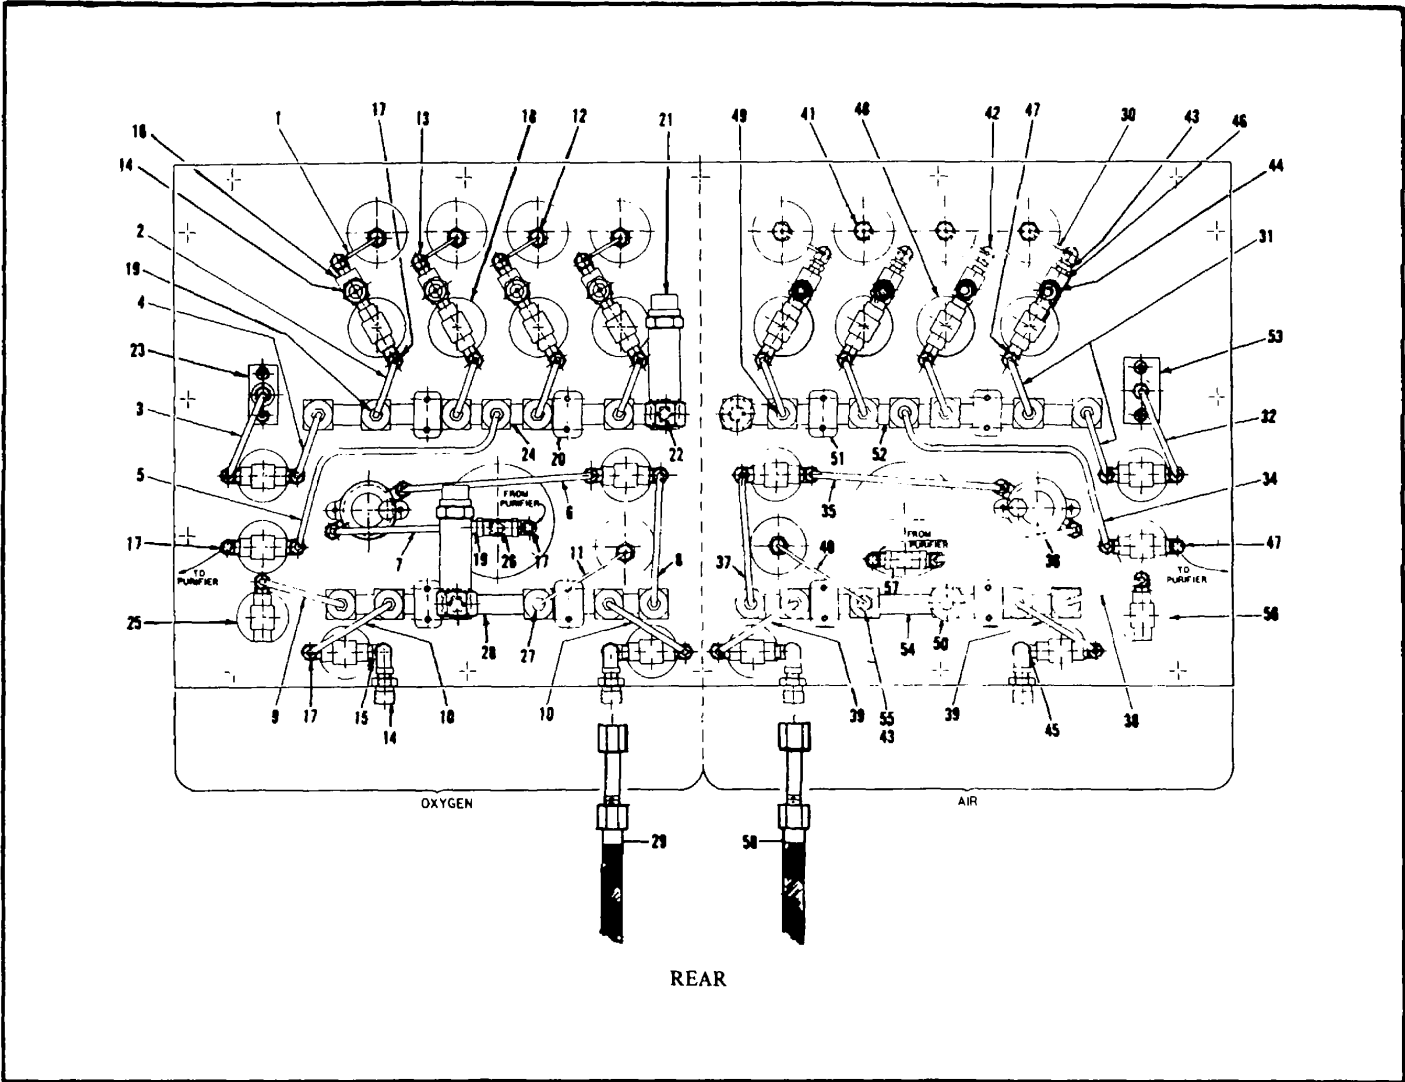 1 17 13 18 12 21 49 41 48 42 47 30 43 46
16
14 44
2 31
19
4
23 53
3 32
22
24 20 51 52
5 34
FROM
PURIFIER
6 35
17 19 26 17 FROM
PURIFIER 36 47
TO
PURIFIER
7 11 8 37 40 57 TO
PURIFIER
25 28 27 54 50 56
9 17 15 10 10 39 55 39 45 38
14 43
OXYGEN AIR
29 58
REAR